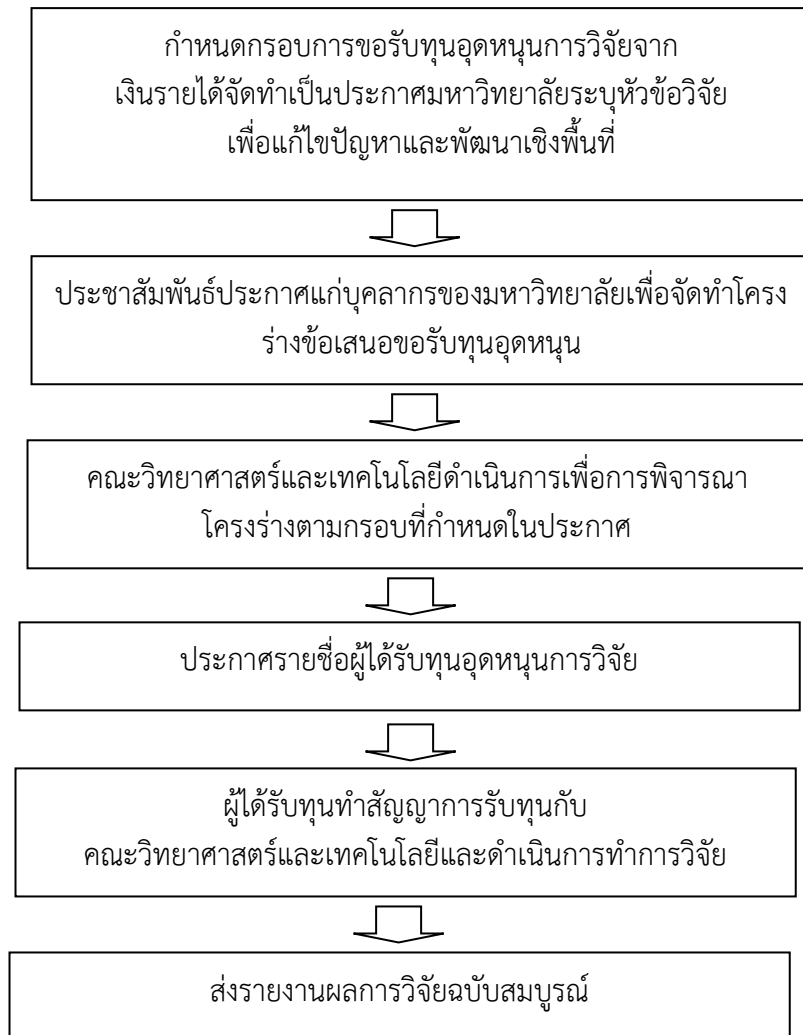 กำหนดกรอบการขอรับทุนอุดหนุนการวิจัยจาก
เงินรายได้จัดทำเป็นประกาศมหาวิทยาลัยระบุหัวข้อวิจัย
เพื่อแก้ไขปัญหาและพัฒนาเชิงพื้นที่
ประชาสัมพันธ์ประกาศแก่บุคลากรของมหาวิทยาลัยเพื่อจัดทำโครง
ร่างข้อเสนอขอรับทุนอุดหนุน
คณะวิทยาศาสตร์และเทคโนโลยีดำเนินการเพื่อการพิจารณา
โครงร่างตามกรอบที่กำหนดในประกาศ
ประกาศรายชื่อผู้ได้รับทุนอุดหนุนการวิจัย
ผู้ได้รับทุนทำสัญญาการรับทุนกับ
คณะวิทยาศาสตร์และเทคโนโลยีและดำเนินการทำการวิจัย
ส่งรายงานผลการวิจัยฉบับสมบูรณ์